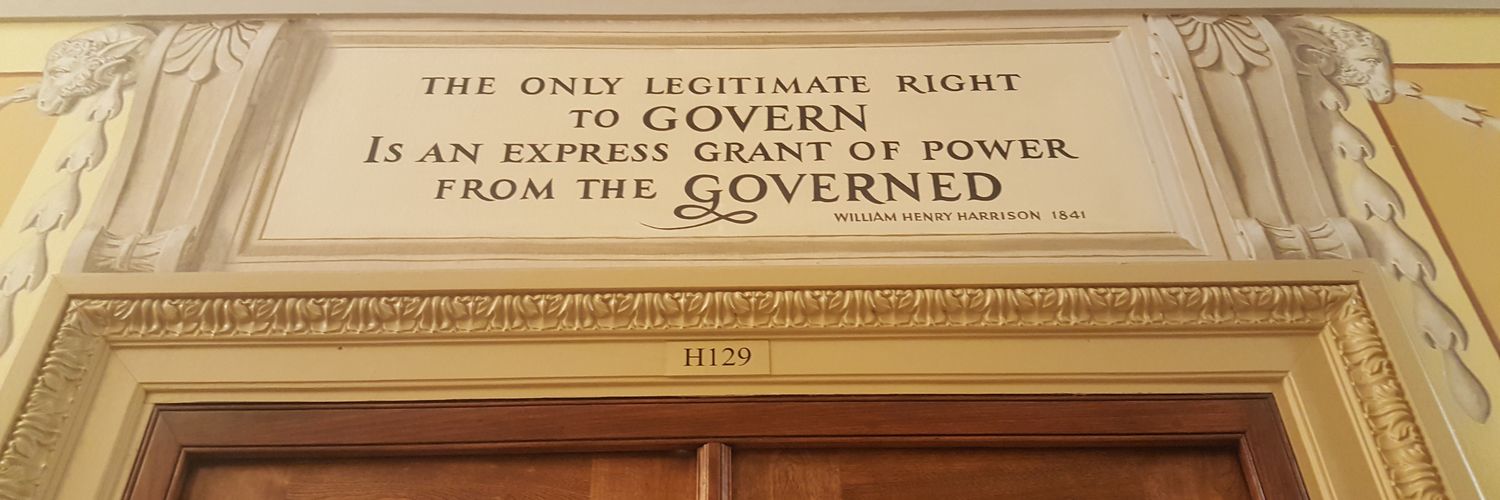 THE ONLY LEGITIMATE RIGHT
TO GOVERN
IS AN EXPRESS GRANT OF POWER
FROM THE GOVERNED
WILLIAM HENRY HARRISON 1841
H129